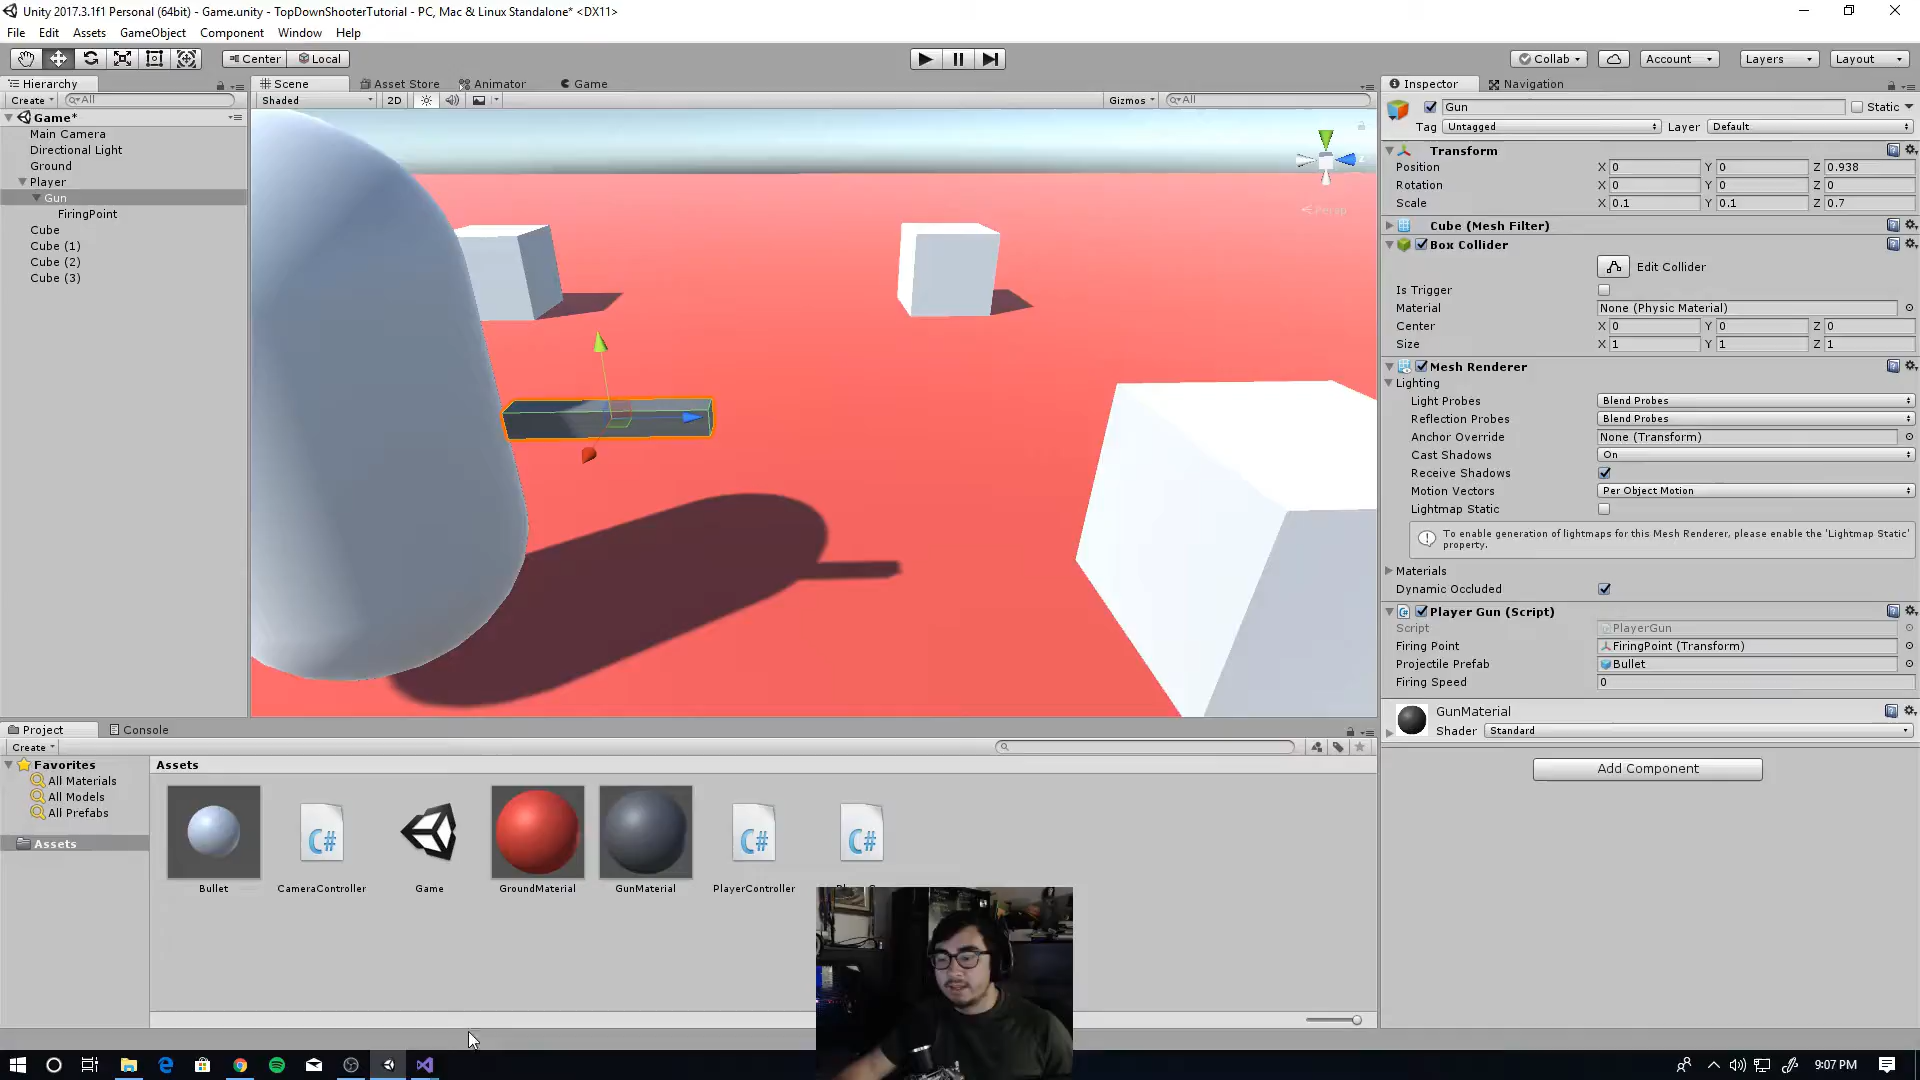 Unity 2017.3.1f1 Personal (64bit) - Game.unity - TopDownShooterTutorial - PC, Mac & Linux Standalone* <DX11>
File Edit Assets GameObject Component Window Help
Center Local Collab Account Layers Layout
Hierarchy
Create All
Game*
Main Camera
Directional Light
Ground
Player
Gun
FiringPoint
Cube
Cube (1)
Cube (2)
Cube (3)
Scene Asset Store Animator Game
Shaded 2D Gizmos All
Persp
Inspector Navigation
Gun Static
Tag Untagged Layer Default
Transform
Position X 0 Y 0 Z 0.938
Rotation X 0 Y 0 Z 0
Scale X 0.1 Y 0.1 Z 0.7
Cube (Mesh Filter)
Box Collider
Edit Collider
Is Trigger
Material None (Physic Material)
Center X 0 Y 0 Z 0
Size X 1 Y 1 Z 1
Mesh Renderer
Lighting
Light Probes Blend Probes
Reflection Probes Blend Probes
Anchor Override None (Transform)
Cast Shadows On
Receive Shadows
Motion Vectors Per Object Motion
Lightmap Static
To enable generation of lightmaps for this Mesh Renderer, please enable the 'Lightmap Static'
property.
Materials
Dynamic Occluded
Player Gun (Script)
Script PlayerGun
Firing Point FiringPoint (Transform)
Projectile Prefab Bullet
Firing Speed 0
GunMaterial
Shader Standard
Add Component
Project Console
Create
Favorites
All Materials
All Models
All Prefabs
Assets
Assets
C# C# C#
Bullet CameraController Game GroundMaterial GunMaterial PlayerController
9:07 PM